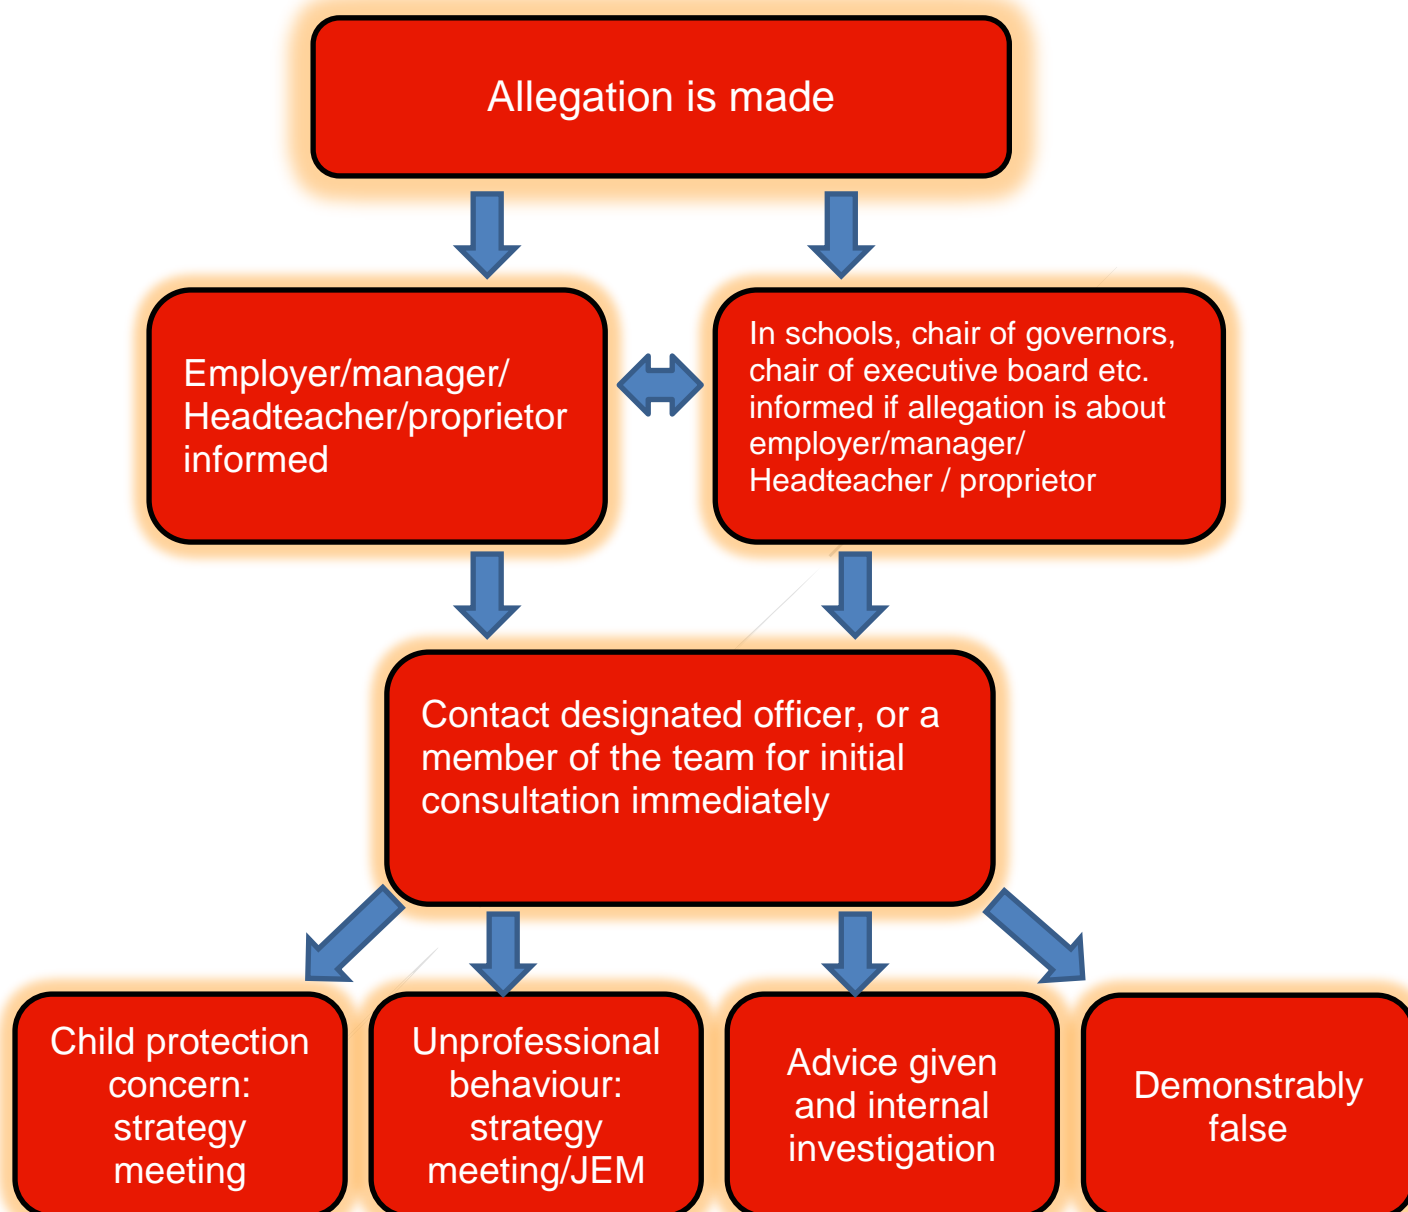 Allegation is made
Employer/manager/
Headteacher/proprietor
informed
In schools, chair of governors,
chair of executive board etc.
informed if allegation is about
employer/manager/
Headteacher / proprietor
Contact designated officer, or a
member of the team for initial
consultation immediately
Child protection
concern:
strategy
meeting
Unprofessional
behaviour:
strategy
meeting/JEM
Advice given
and internal
investigation
Demonstrably
false